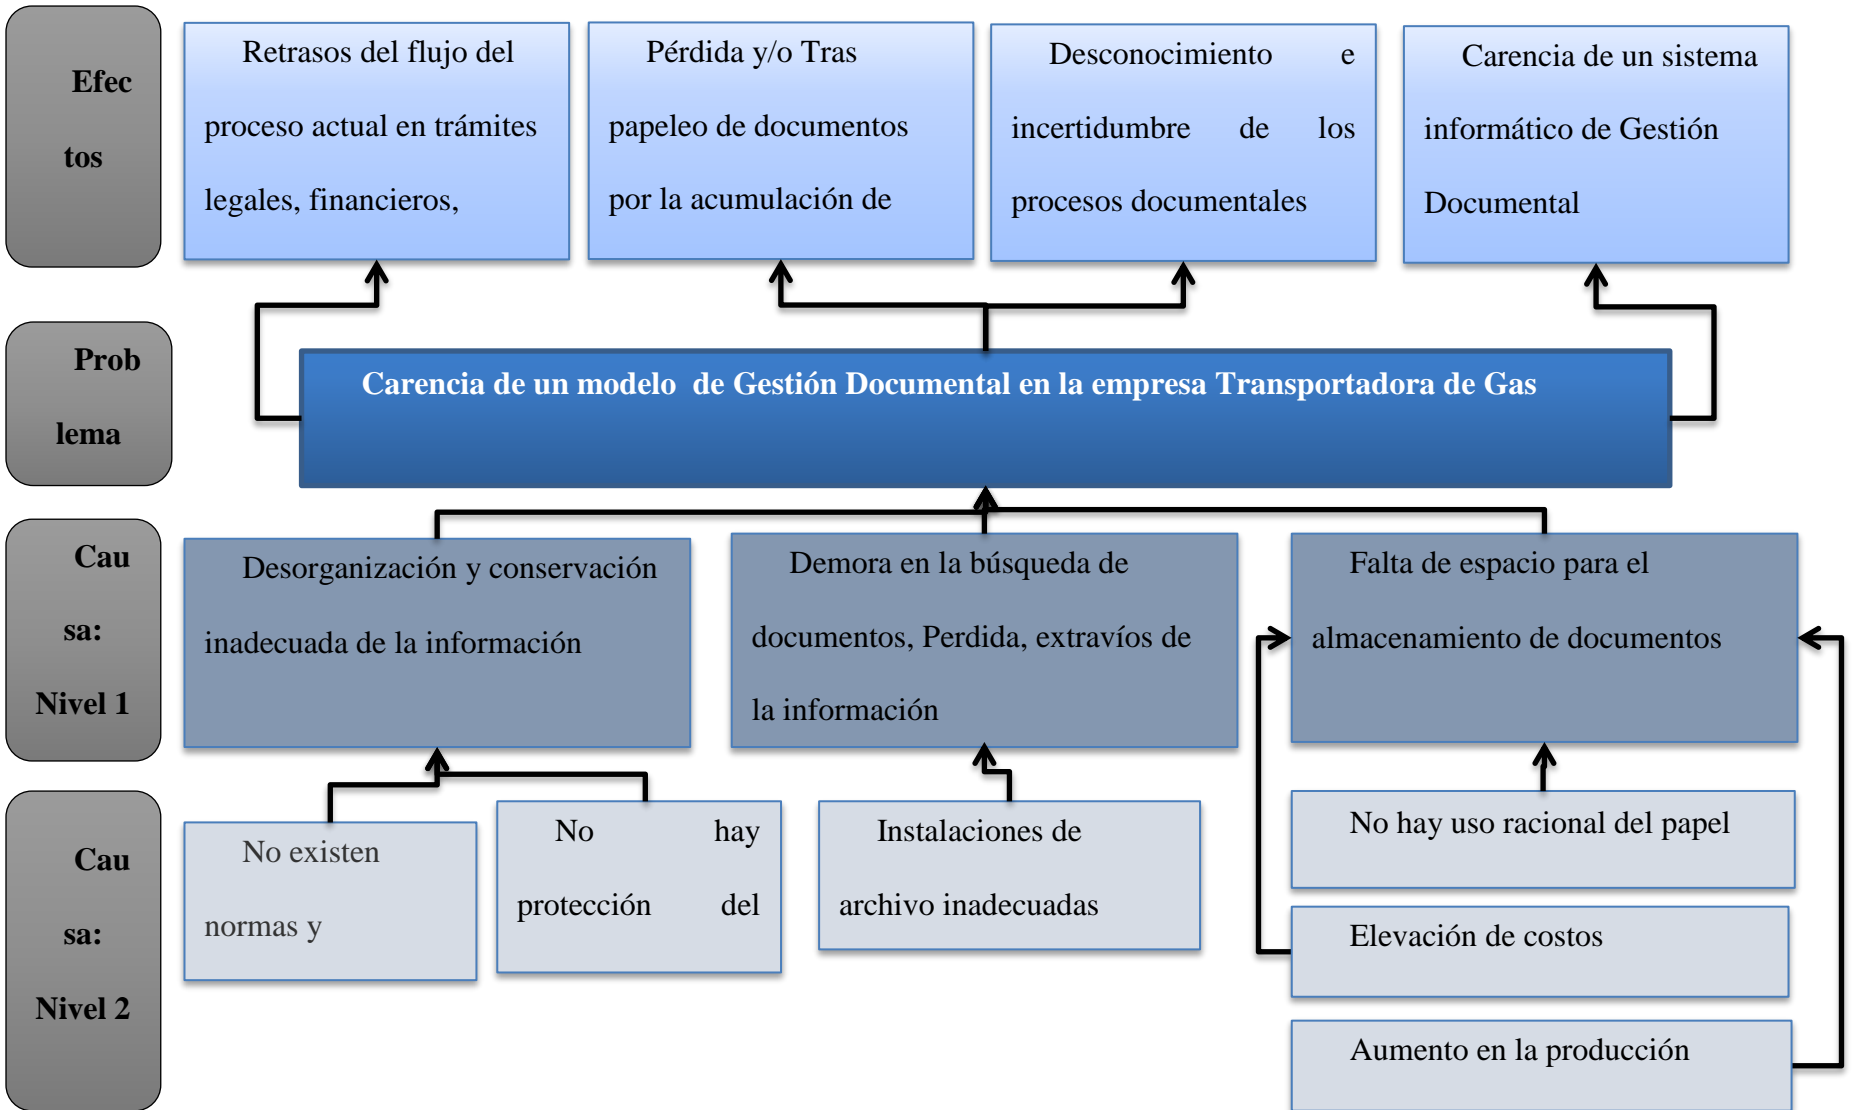 Efec
tos
Retrasos del flujo del
proceso actual en trámites
legales, financieros,
Pérdida y/o Tras
papeleo de documentos
por la acumulación de
Desconocimiento e
incertidumbre de los
procesos documentales
Carencia de un sistema
informático de Gestión
Documental
Prob
lema
Carencia de un modelo de Gestión Documental en la empresa Transportadora de Gas
Cau
sa:
Nivel 1
Desorganización y conservación
inadecuada de la información
Demora en la búsqueda de
documentos, Perdida, extravíos de
la información
Falta de espacio para el
almacenamiento de documentos
Cau
sa:
Nivel 2
No existen
normas y
No hay
protección del
Instalaciones de
archivo inadecuadas
No hay uso racional del papel
Elevación de costos
Aumento en la producción